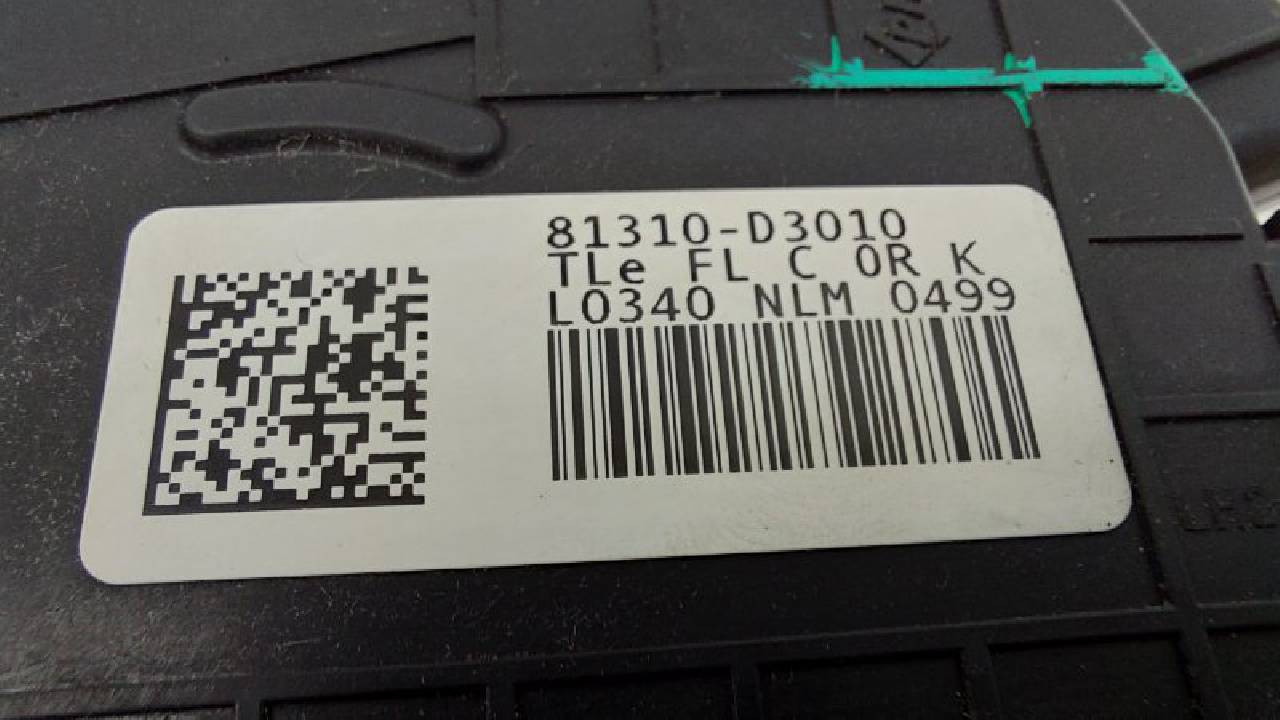 81310-D3010
TLe FL C 0R K
L0340 NLM 0499